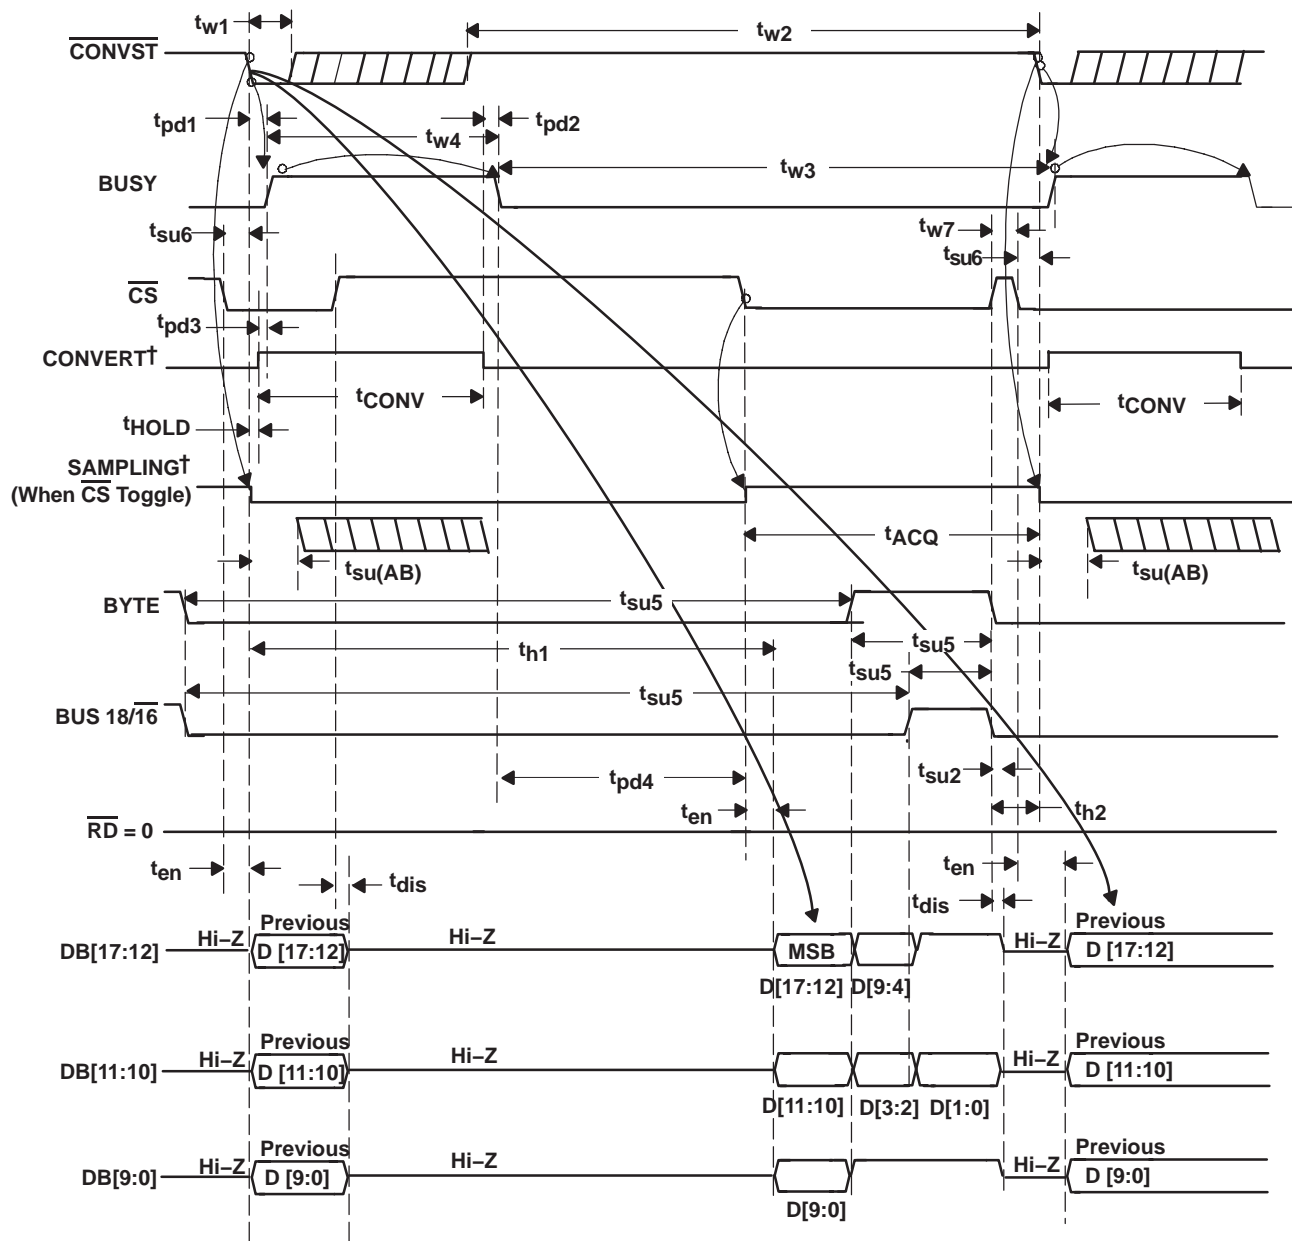 tw1
tw2
CONVST
tpd1
tw4
tpd2
tw3
BUSY
tsu6
tw7
tsu6
CS
tpd3
CONVERT†
tCONV
tCONV
tHOLD
SAMPLING†
(When CS Toggle)
tACQ
tsu(AB)
tsu(AB)
BYTE
tsu5
th1
tsu5
tsu5
tsu5
BUS 18/16
tpd4
tsu2
ten
th2
RD = 0
ten
tdis
ten
tdis
Previous
Previous
DB[17:12]
Hi–Z
D [17:12]
Hi–Z
MSB
Hi–Z
D [17:12]
D[17:12]
D[9:4]
Previous
Previous
DB[11:10]
Hi–Z
D [11:10]
Hi–Z
Hi–Z
D [11:10]
D[11:10]
D[3:2]
D[1:0]
Previous
Previous
DB[9:0]
Hi–Z
D [9:0]
Hi–Z
Hi–Z
D [9:0]
D[9:0]